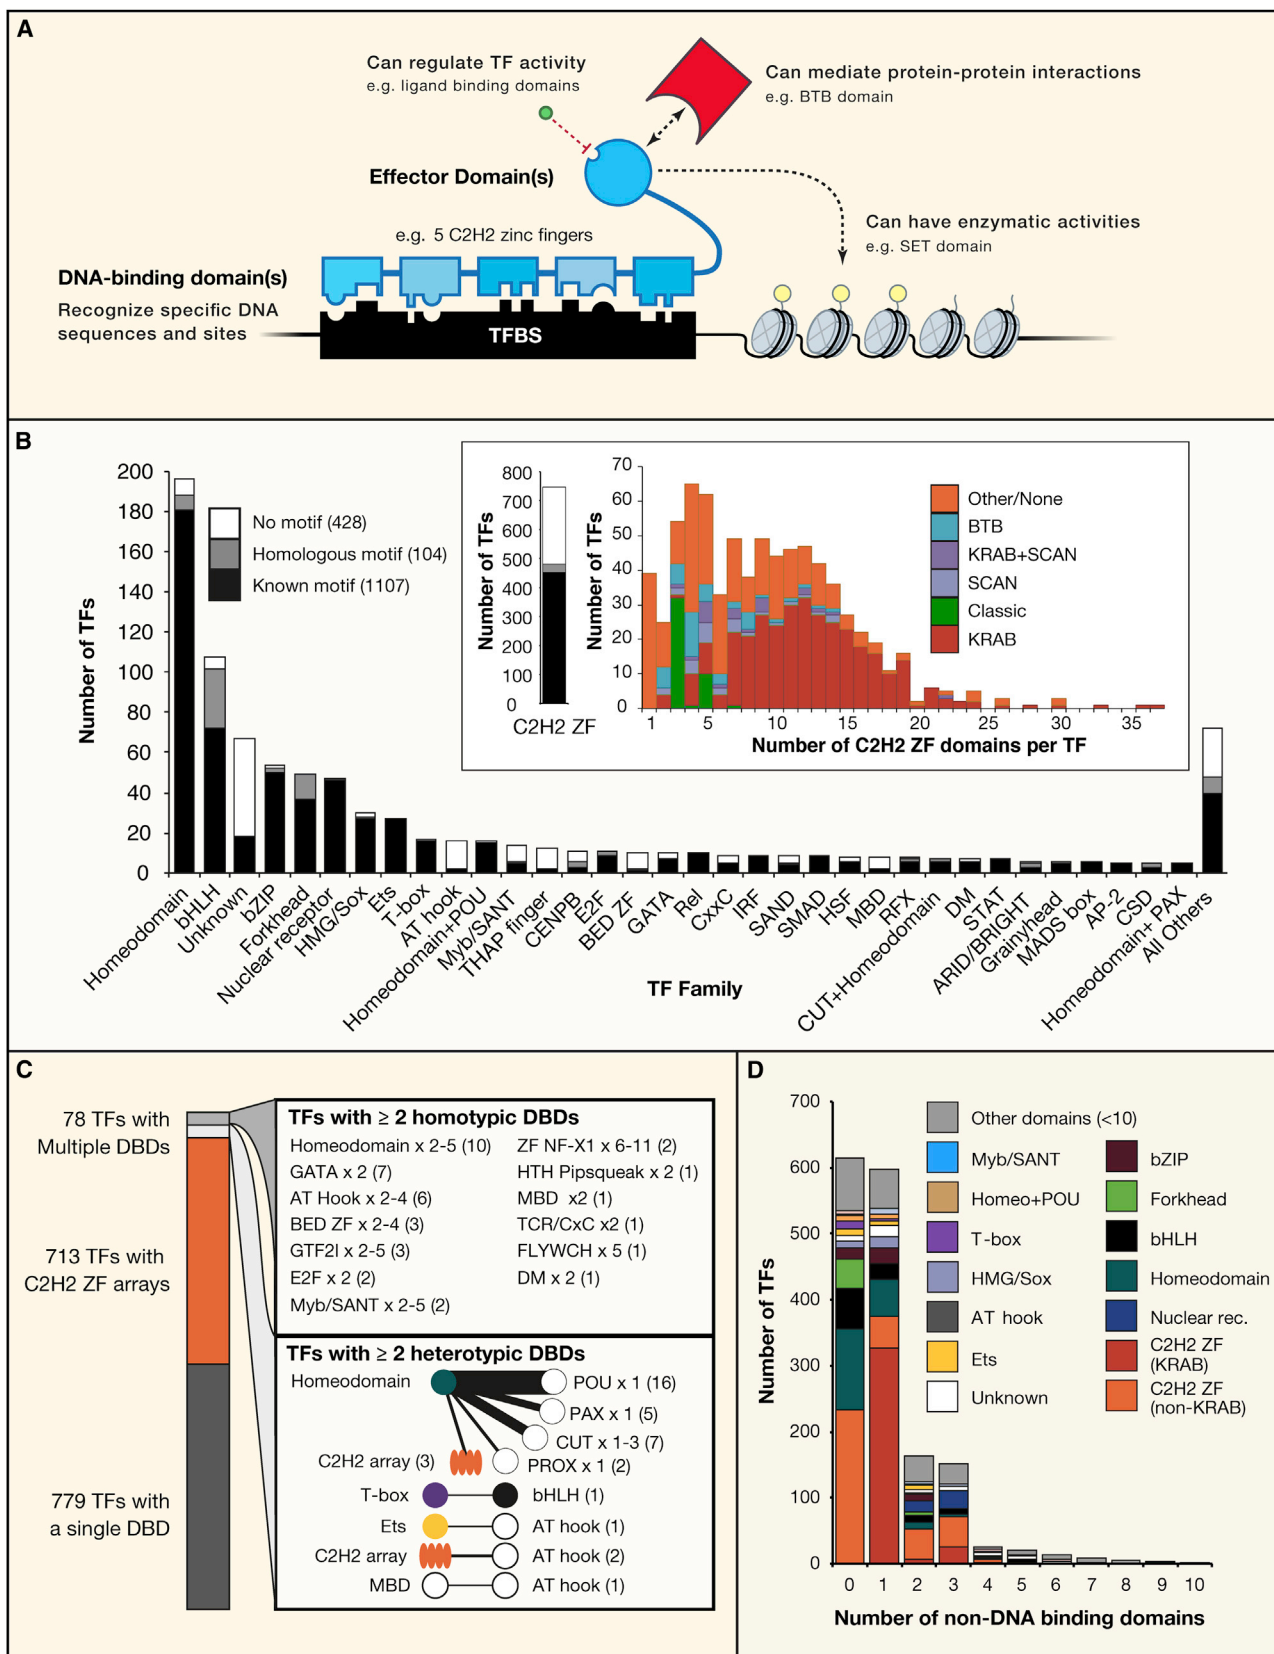 A
Can regulate TF activity
e.g. ligand binding domains
Can mediate protein-protein interactions
e.g. BTB domain
Effector Domain(s)
Can have enzymatic activities
e.g. SET domain
e.g. 5 C2H2 zinc fingers
DNA-binding domain(s)
Recognize specific DNA
sequences and sites
TFBS
B
Number of TFs
200
180
160
140
120
100
80
60
40
20
0
No motif (428)
Homologous motif (104)
Known motif (1107)
Number of TFs
800
700
600
500
400
300
200
100
0
C2H2 ZF
Number of TFs
70
60
50
40
30
20
10
0
1 5 10 15 20 25 30 35
Number of C2H2 ZF domains per TF
Other/None
BTB
KRAB+SCAN
SCAN
Classic
KRAB
Homeodomain
bHLH
Unknown
bZIP
Forkhead
Nuclear receptor
HMG/Sox
Ets
T-box
AT hook
Homeodomain+POU
Myb/SANT
THAP finger
CENPB
E2F
BED ZF
GATA
Rel
CxxC
IRF
SAND
SMAD
HSF
MBD
RFX
CUT+Homeodomain
DM
STAT
ARID/BRIGHT
Grainyhead
MADS box
AP-2
CSD
Homeodomain+ PAX
All Others
TF Family
C
78 TFs with
Multiple DBDs
713 TFs with
C2H2 ZF arrays
779 TFs with
a single DBD
TFs with ≥ 2 homotypic DBDs
Homeodomain x 2-5 (10)
GATA x 2 (7)
AT Hook x 2-4 (6)
BED ZF x 2-4 (3)
GTF2I x 2-5 (3)
E2F x 2 (2)
Myb/SANT x 2-5 (2)
ZF NF-X1 x 6-11 (2)
HTH Pipsqueak x 2 (1)
MBD x2 (1)
TCR/CxC x2 (1)
FLYWCH x 5 (1)
DM x 2 (1)
TFs with ≥ 2 heterotypic DBDs
Homeodomain
POU x 1 (16)
PAX x 1 (5)
CUT x 1-3 (7)
PROX x 1 (2)
C2H2 array (3)
T-box
bHLH (1)
Ets
AT hook (1)
C2H2 array
AT hook (2)
MBD
AT hook (1)
D
Number of TFs
700
600
500
400
300
200
100
0
Other domains (<10)
Myb/SANT
Homeo+POU
T-box
HMG/Sox
AT hook
Ets
Unknown
bZIP
Forkhead
bHLH
Homeodomain
Nuclear rec.
C2H2 ZF
(KRAB)
C2H2 ZF
(non-KRAB)
0 1 2 3 4 5 6 7 8 9 10
Number of non-DNA binding domains